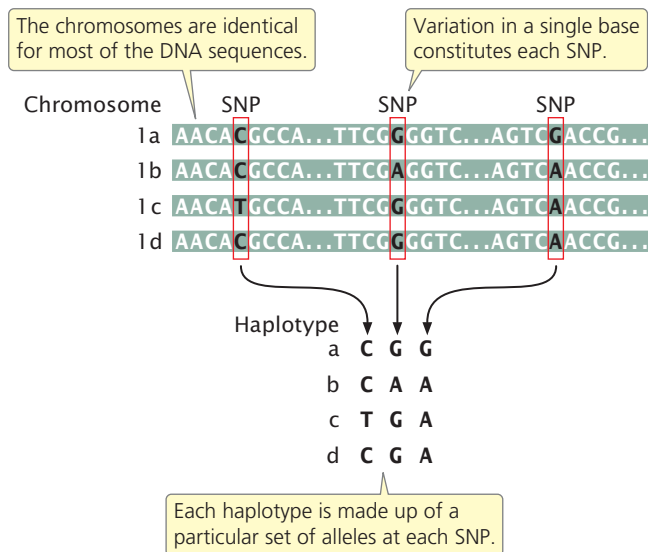 The chromosomes are identical
for most of the DNA sequences.
Variation in a single base
constitutes each SNP.
Chromosome SNP SNP SNP
1a AACACGCCA...TTCGGGGTC...AGTCGACCG...
1b AACACGCCA...TTCGAGGTC...AGTCAACCG...
1c AACATGCCA...TTCGGGGTC...AGTCAACCG...
1d AACACGCCA...TTCGGGGTC...AGTCAACCG...
Haplotype
a C G G
b C A A
c T G A
d C G A
Each haplotype is made up of a
particular set of alleles at each SNP.